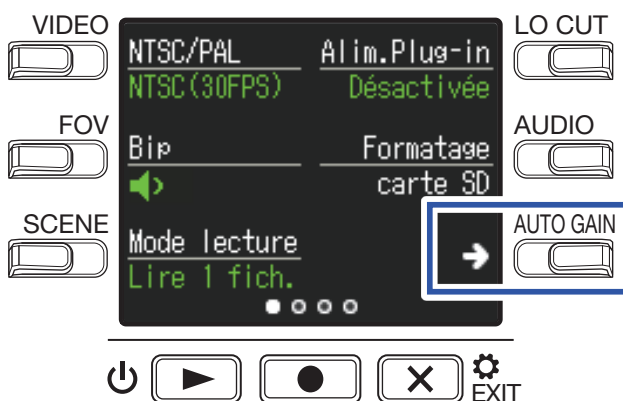 VIDEO
LO CUT
NTSC/PAL
Alim.Plug-in
NTSC(30FPS)
Désactivée
FOV
AUDIO
Bip
Formatage
carte SD
SCENE
AUTO GAIN
Mode lecture
Lire 1 fich.
EXIT